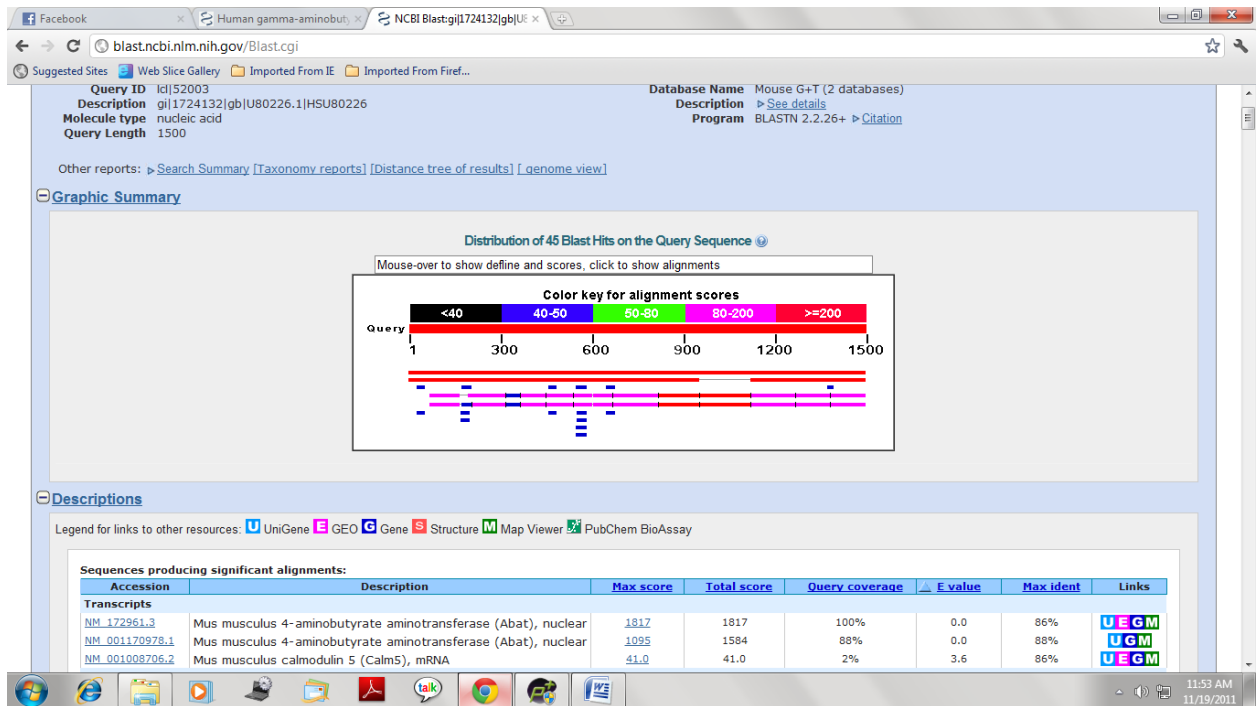 Facebook
Human gamma-aminobut
NCBI Blast:gi|1724132|gb|U8
blast.ncbi.nlm.nih.gov/Blast.cgi
Suggested Sites Web Slice Gallery Imported From IE Imported From Firef...
Query ID lcl|52003
Description gi|1724132|gb|U80226.1|HSU80226
Molecule type nucleic acid
Query Length 1500
Database Name Mouse G+T (2 databases)
Description See details
Program BLASTN 2.2.26+ Citation
Other reports: Search Summary [Taxonomy reports] [Distance tree of results] [ genome view]
Graphic Summary
Distribution of 45 Blast Hits on the Query Sequence
Mouse-over to show defline and scores, click to show alignments
Color key for alignment scores
<40 40-50 50-80 80-200 >=200
Query
1 300 600 900 1200 1500
Descriptions
Legend for links to other resources: U UniGene E GEO G Gene S Structure M Map Viewer PubChem BioAssay
Sequences producing significant alignments:
Accession Description Max score Total score Query coverage E value Max ident Links
Transcripts
NM_172961.3 Mus musculus 4-aminobutyrate aminotransferase (Abat), nuclear 1817 1817 100% 0.0 86% U E G M
NM_001170978.1 Mus musculus 4-aminobutyrate aminotransferase (Abat), nuclear 1095 1584 88% 0.0 88% U G M
NM_001008706.2 Mus musculus calmodulin 5 (Calm5), mRNA 41.0 41.0 2% 3.6 86% U E G M
talk
11:53 AM
11/19/2011